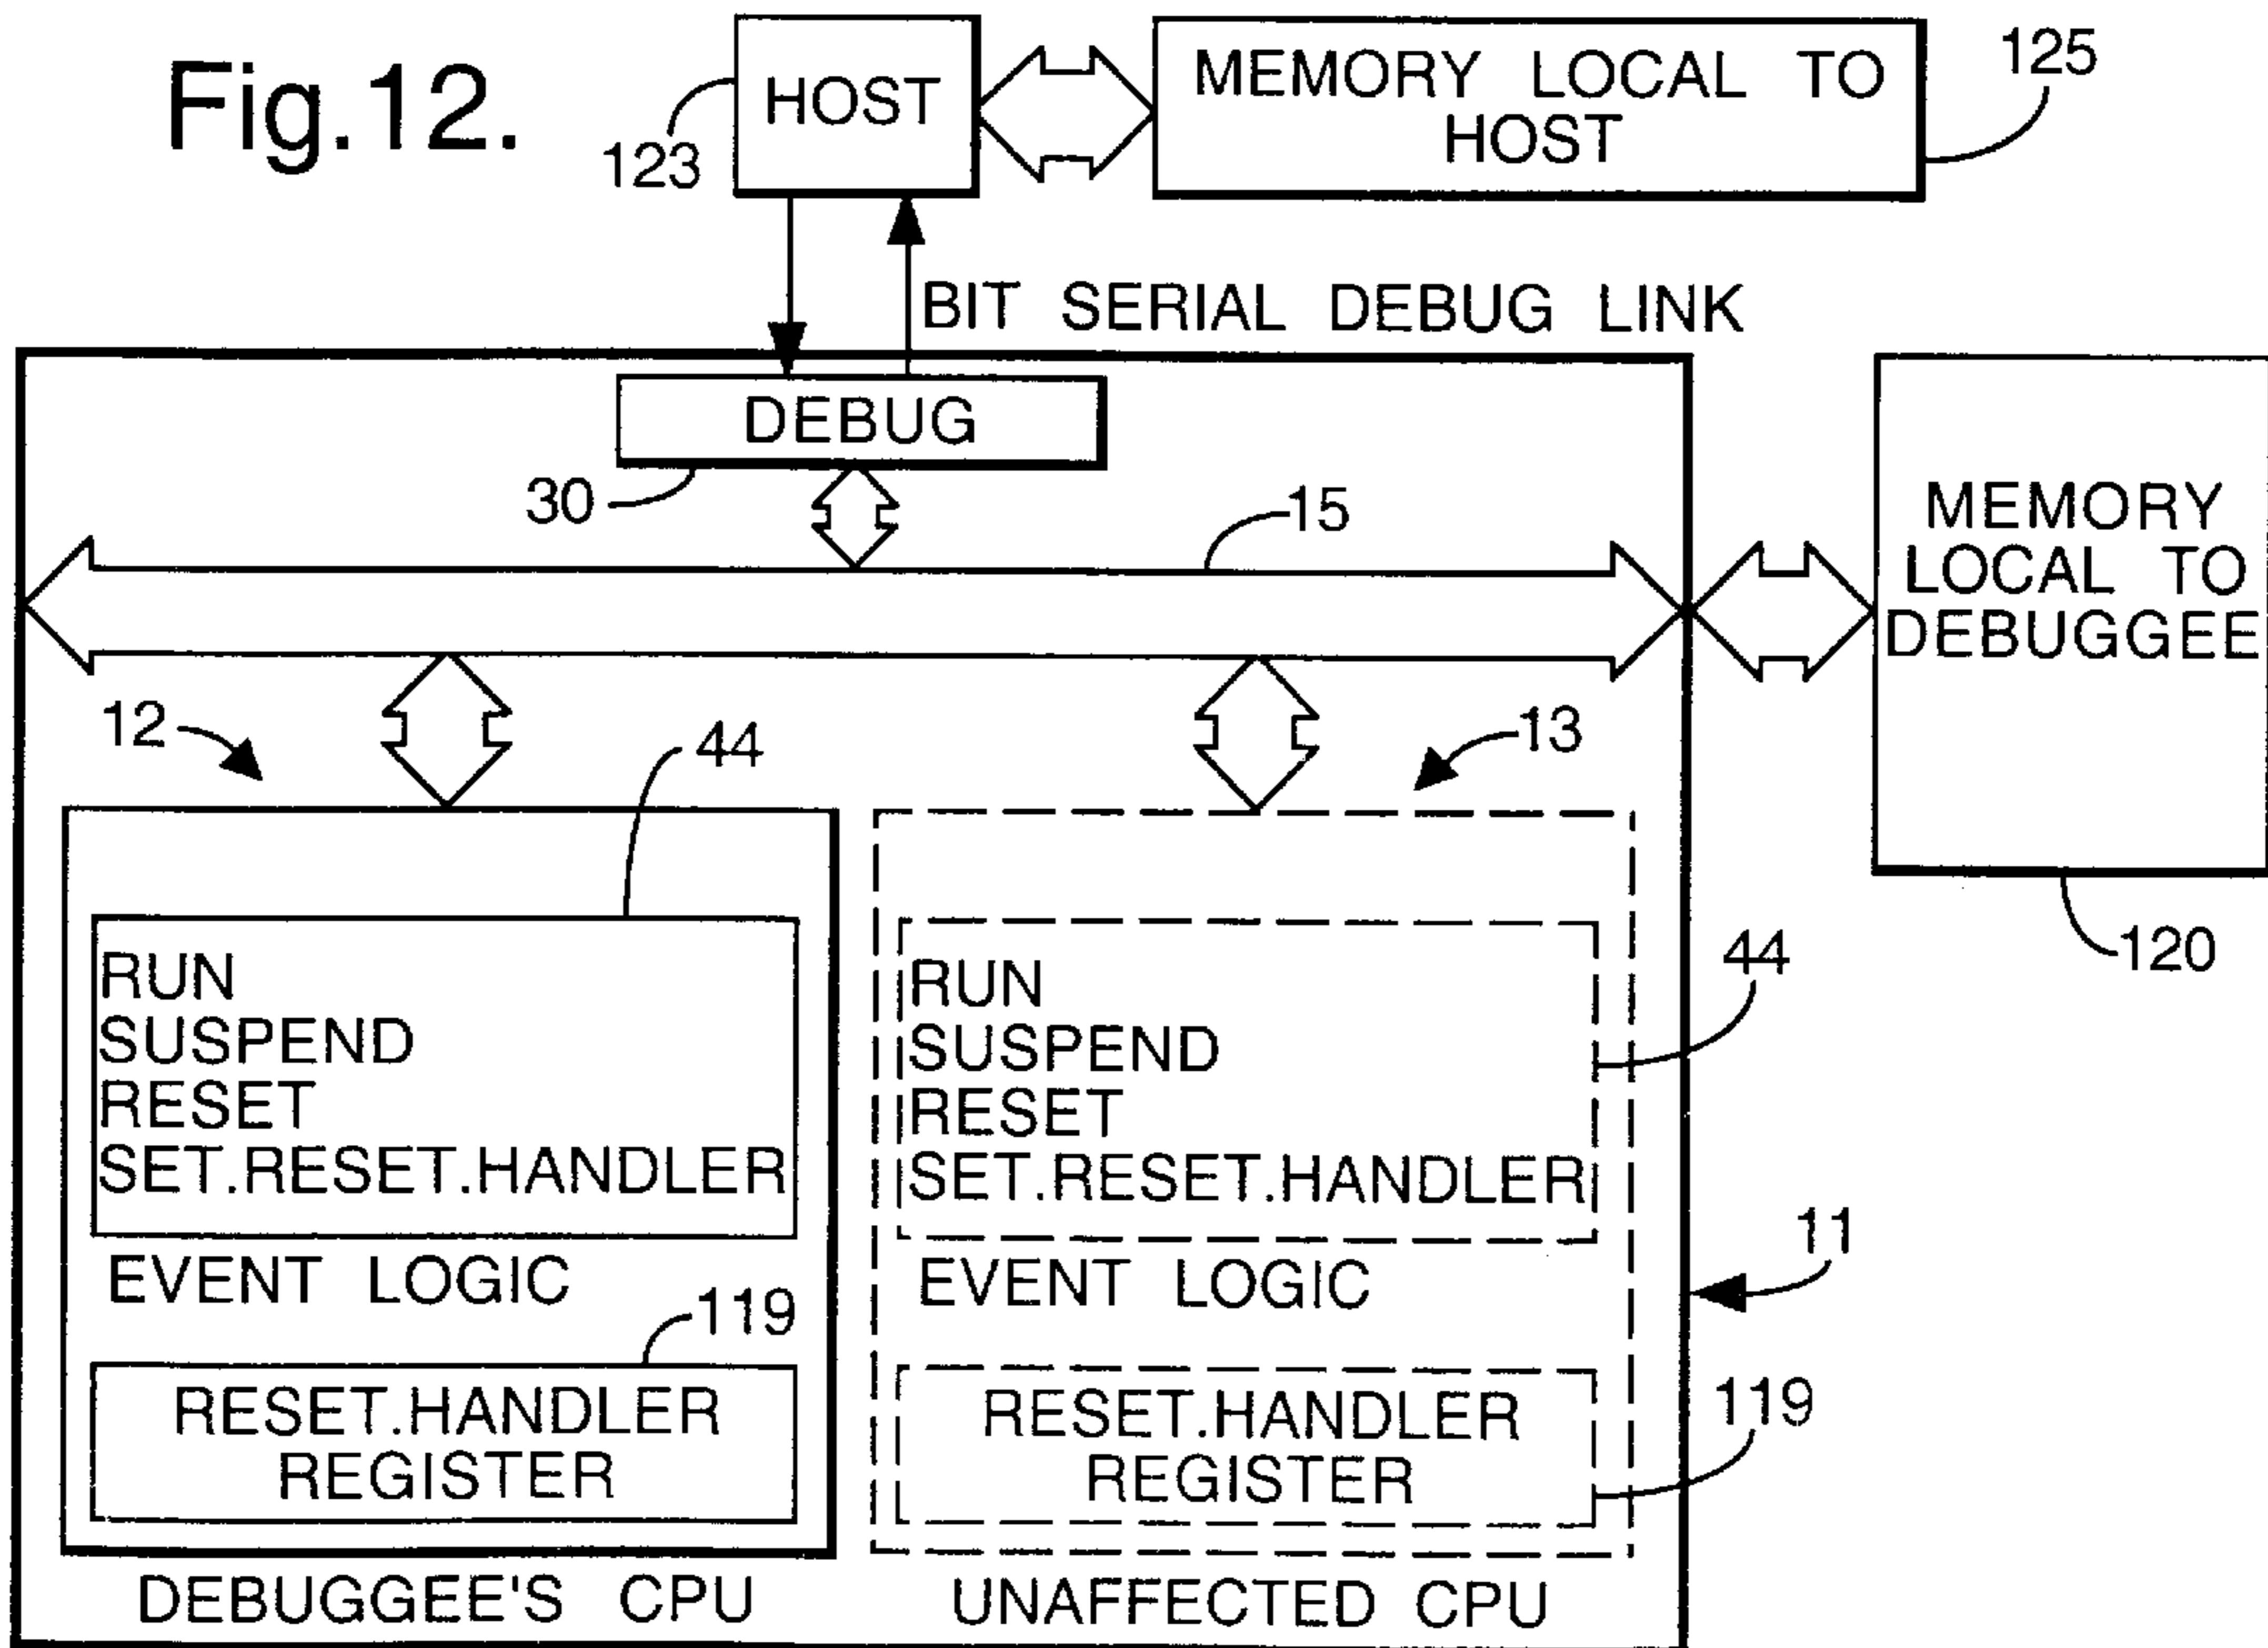 Fig.12.
HOST
MEMORY LOCAL TO
HOST
125
123
BIT SERIAL DEBUG LINK
DEBUG
30
15
MEMORY
LOCAL TO
DEBUGGEE
12
44
13
RUN
SUSPEND
RESET
SET.RESET.HANDLER
EVENT LOGIC
119
RESET.HANDLER
REGISTER
DEBUGGEE'S CPU
RUN
SUSPEND
RESET
SET.RESET.HANDLER
EVENT LOGIC
RESET.HANDLER
REGISTER
UNAFFECTED CPU
44
120
11
119